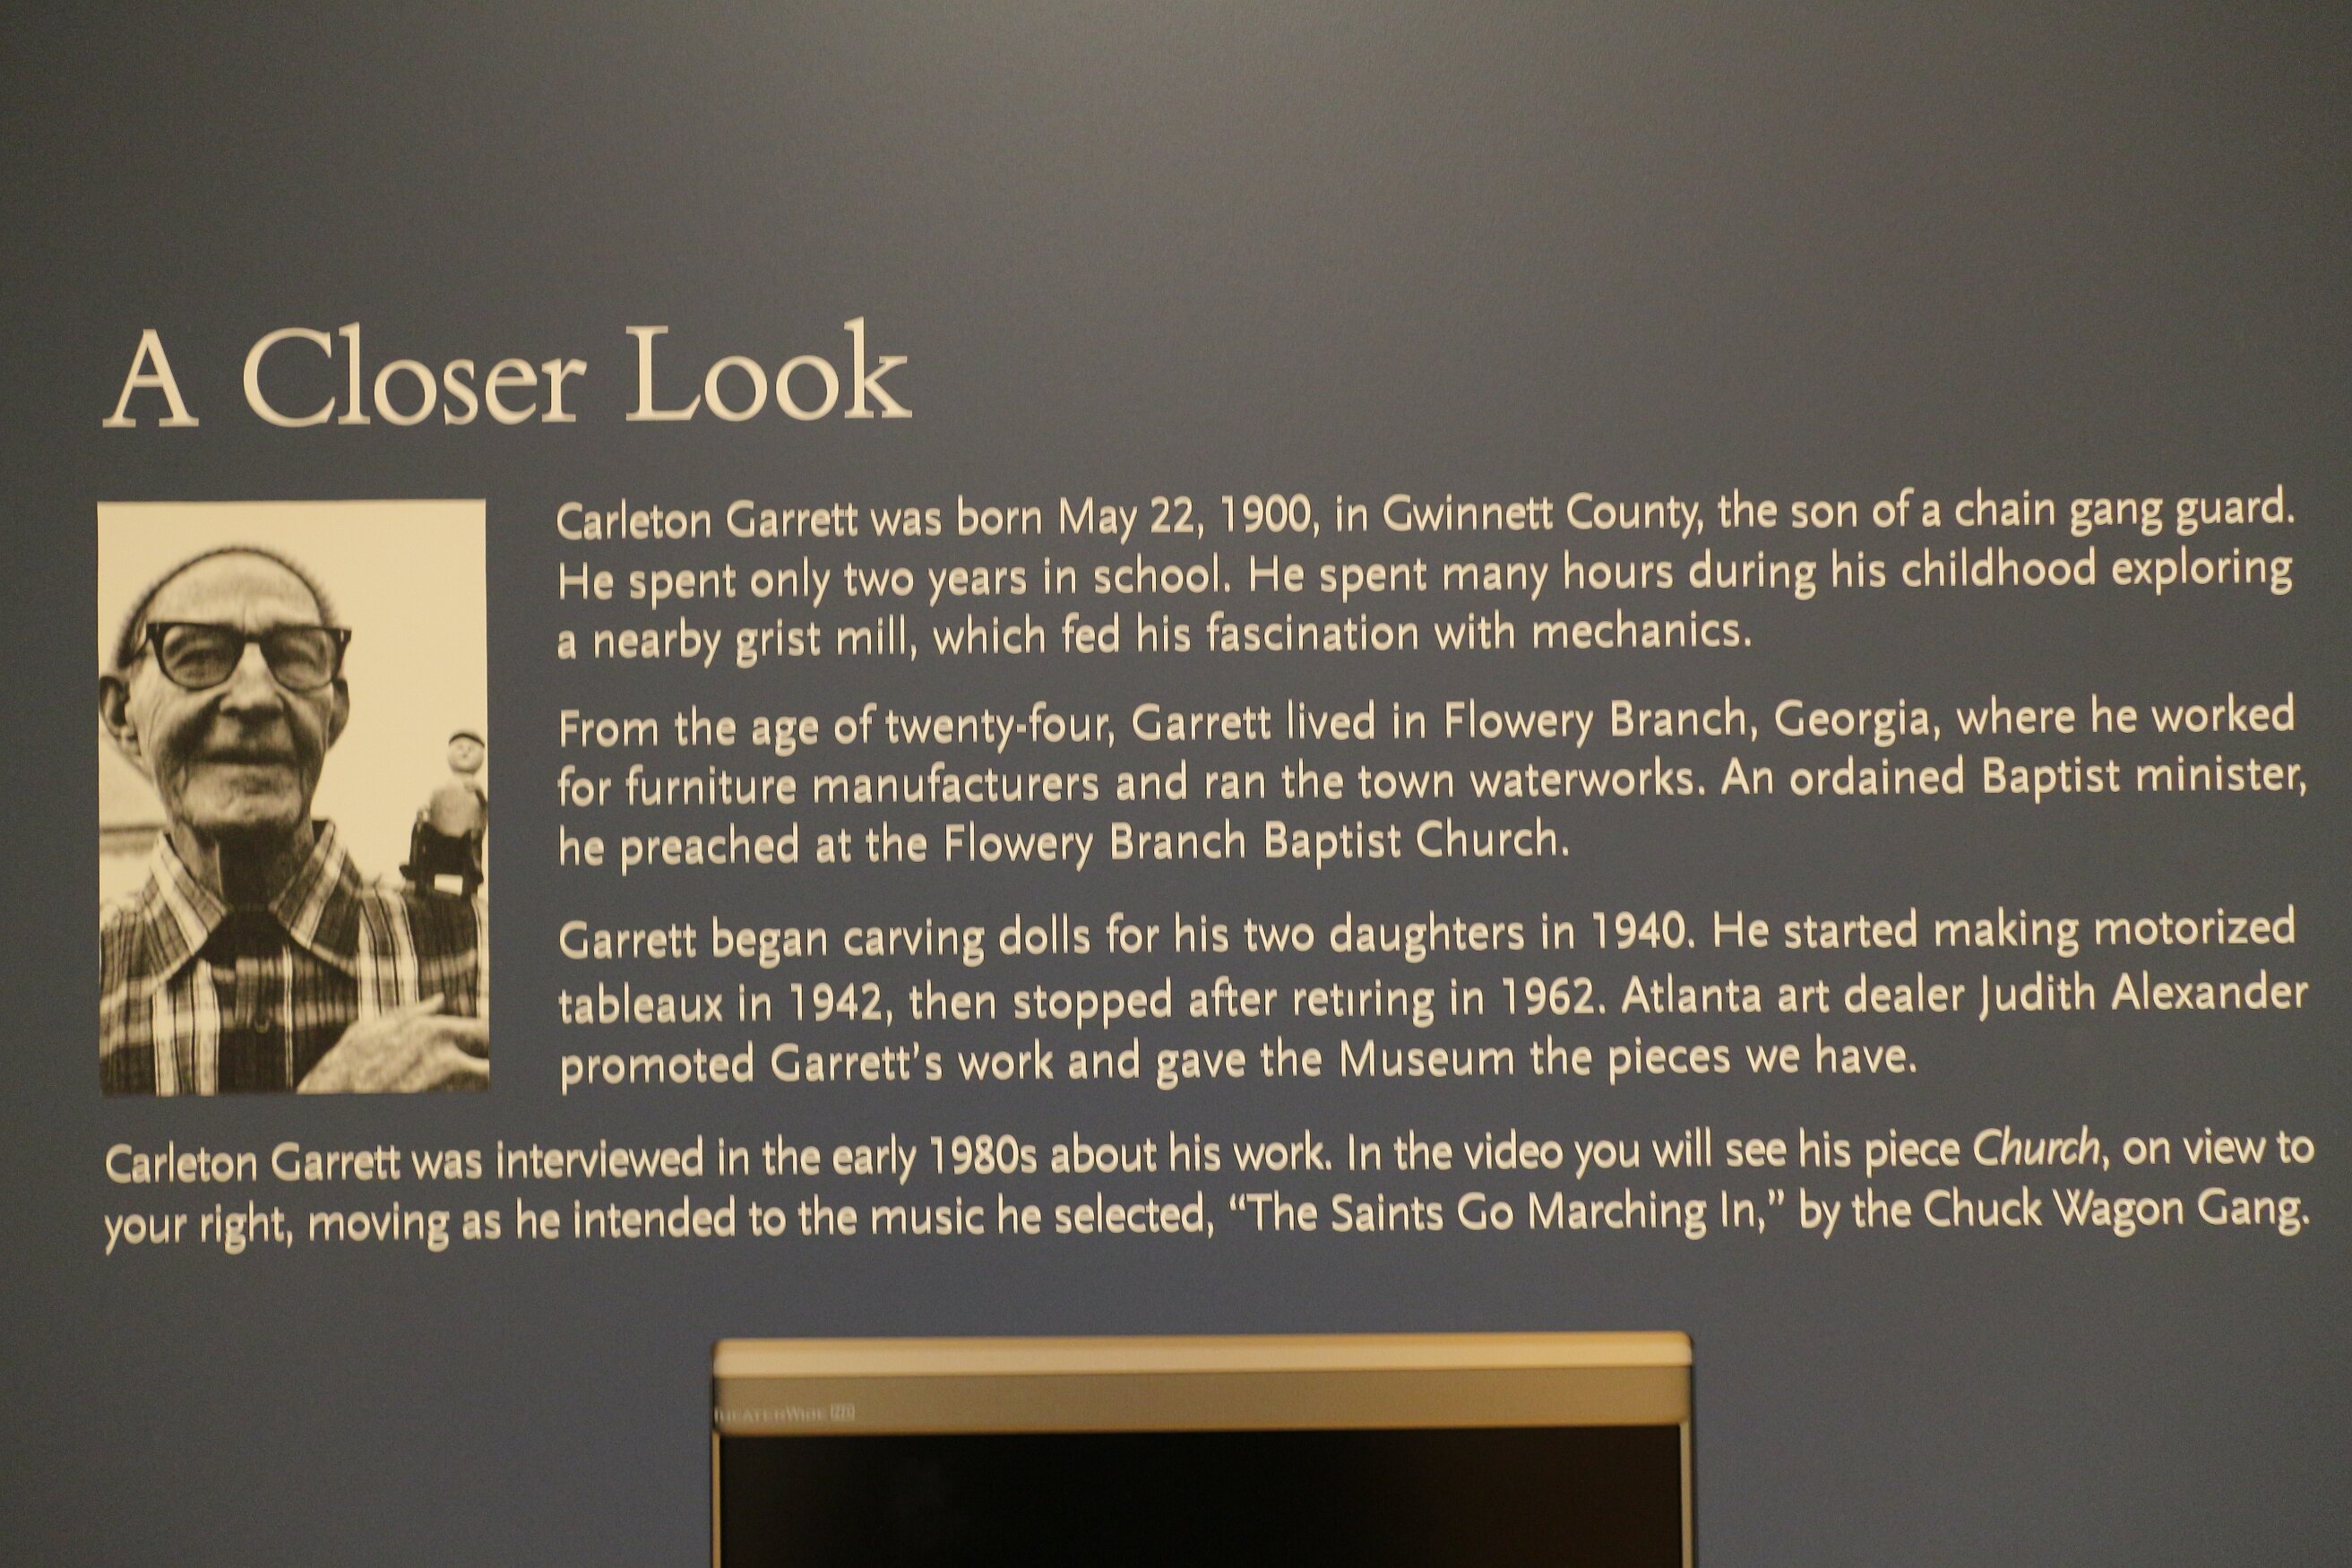 A Closer Look
Carleton Garrett was born May 22, 1900, in Gwinnett County, the son of a chain gang guard.
He spent only two years in school. He spent many hours during his childhood exploring
a nearby grist mill, which fed his fascination with mechanics.
From the age of twenty-four, Garrett lived in Flowery Branch, Georgia, where he worked
for furniture manufacturers and ran the town waterworks. An ordained Baptist minister,
he preached at the Flowery Branch Baptist Church.
Garrett began carving dolls for his two daughters in 1940. He started making motorized
tableaux in 1942, then stopped after retiring in 1962. Atlanta art dealer Judith Alexander
promoted Garrett’s work and gave the Museum the pieces we have.
Carleton Garrett was interviewed in the early 1980s about his work. In the video you will see his piece Church, on view to
your right, moving as he intended to the music he selected, “The Saints Go Marching In,” by the Chuck Wagon Gang.